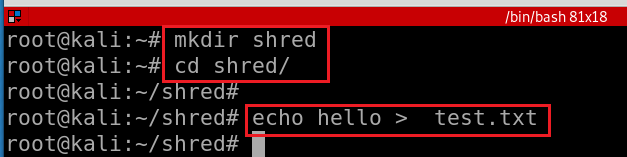 /bin/bash 81x18
root@kali:~# mkdir shred
root@kali:~# cd shred/
root@kali:~/shred#
root@kali:~/shred# echo hello >  test.txt
root@kali:~/shred#